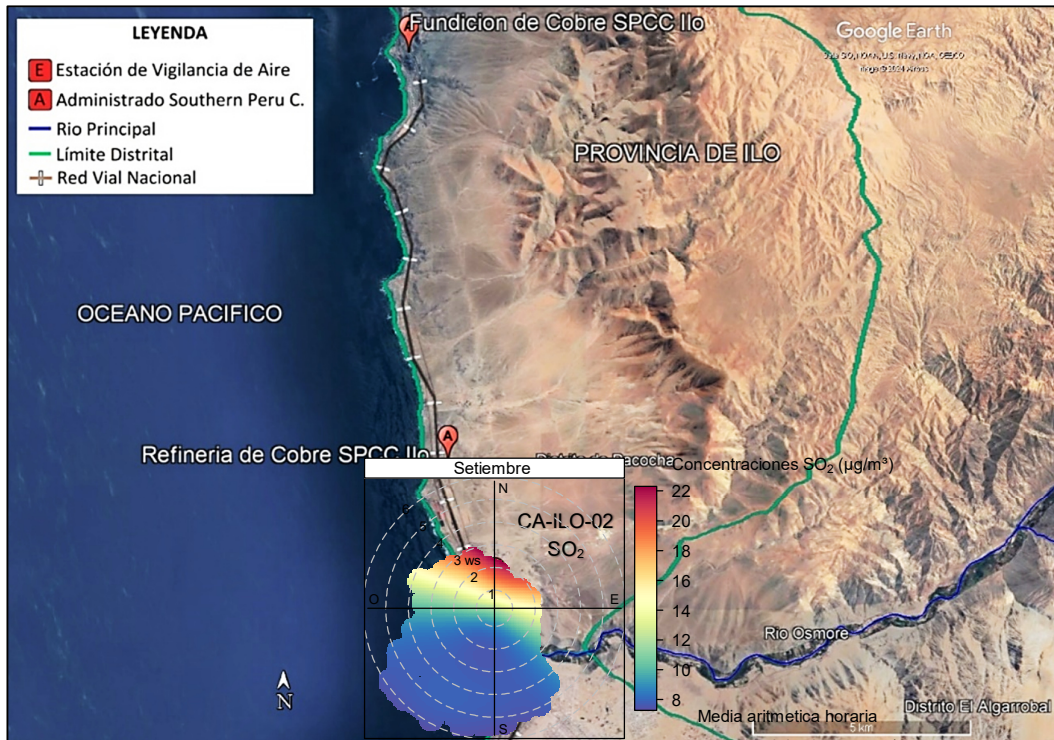 LEYENDA
E Estación de Vigilancia de Aire
A Administrado Southern Peru C.
Rio Principal
Límite Distrital
Red Vial Nacional
A
Fundicion de Cobre SPCC Ilo
Google Earth
PROVINCIA DE ILO
OCEANO PACIFICO
A
Refineria de Cobre SPCC Ilo
Distrito de Pacocha
Concentraciones SO₂ (µg/m³)
Setiembre
N
CA-ILO-02
SO₂
3 ws
2
1
O
E
S
22
20
18
16
14
12
10
8
Rio Osmore
N
Distrito El Algarrobal
Media aritmetica horaria
5 km